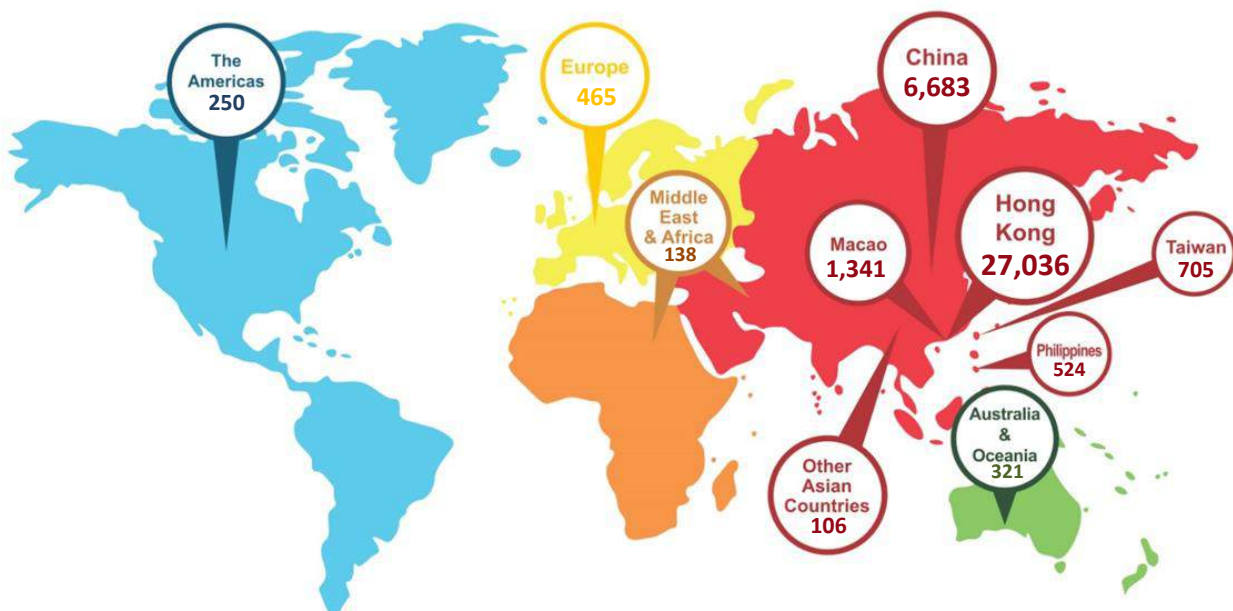 The
Americas
250
Europe
465
China
6,683
Middle
East
& Africa
138
Macao
1,341
Hong
Kong
27,036
Taiwan
705
Philippines
524
Australia
&
Oceania
321
Other
Asian
Countries
106